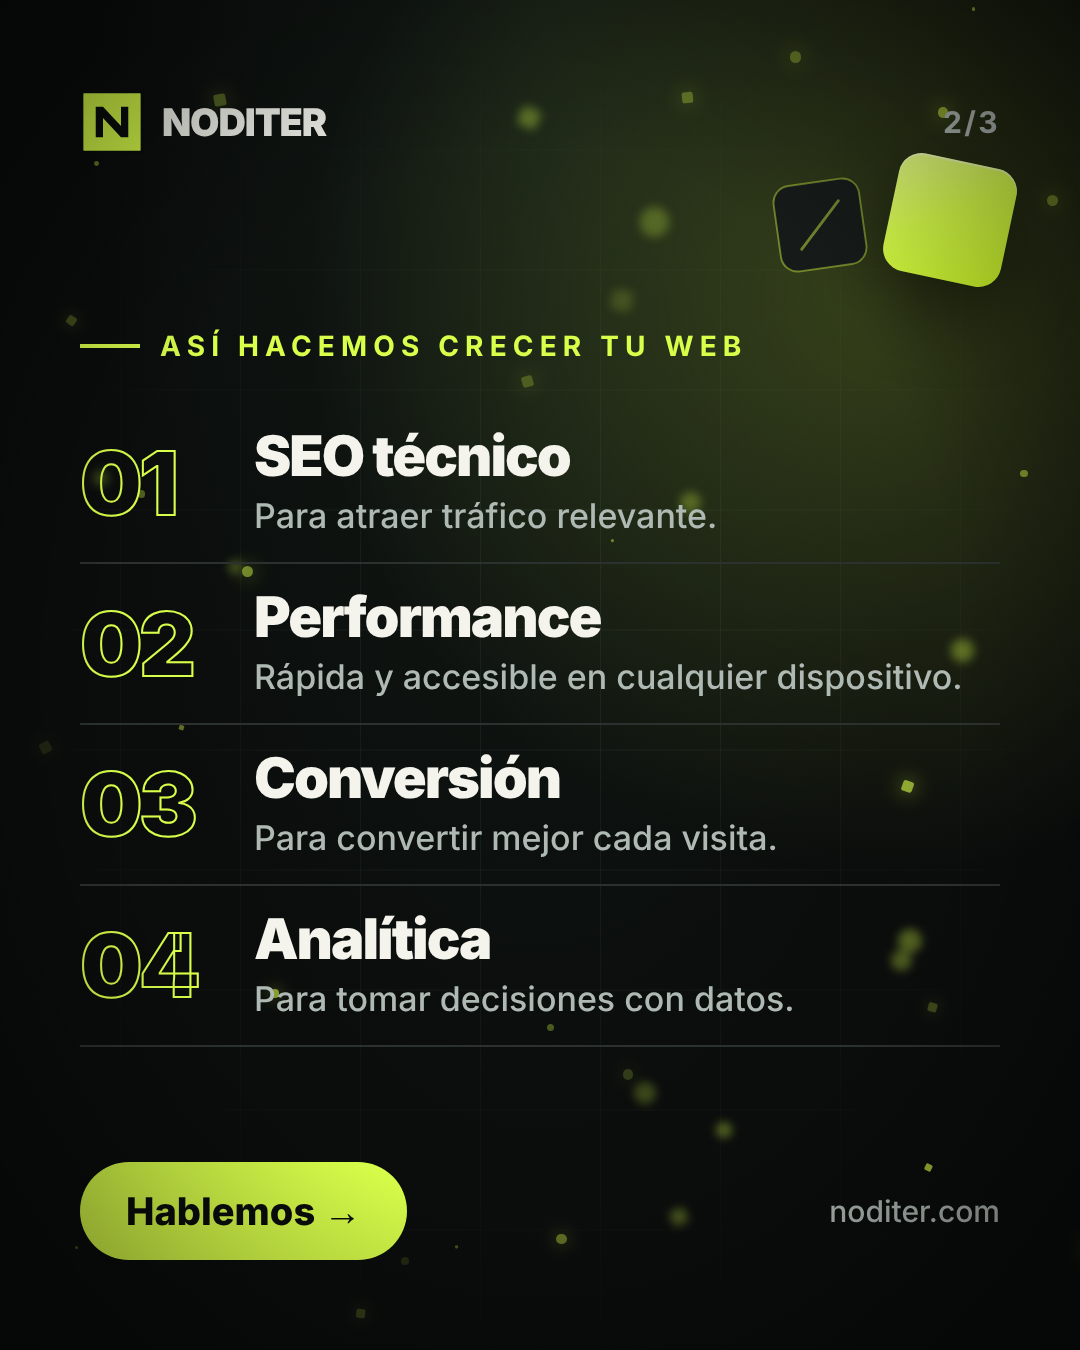 NODITER
2/3
ASÍ HACEMOS CRECER TU WEB
01
SEO técnico
Para atraer tráfico relevante.
02
Performance
Rápida y accesible en cualquier dispositivo.
03
Conversión
Para convertir mejor cada visita.
04
Analítica
Para tomar decisiones con datos.
Hablemos →
noditer.com